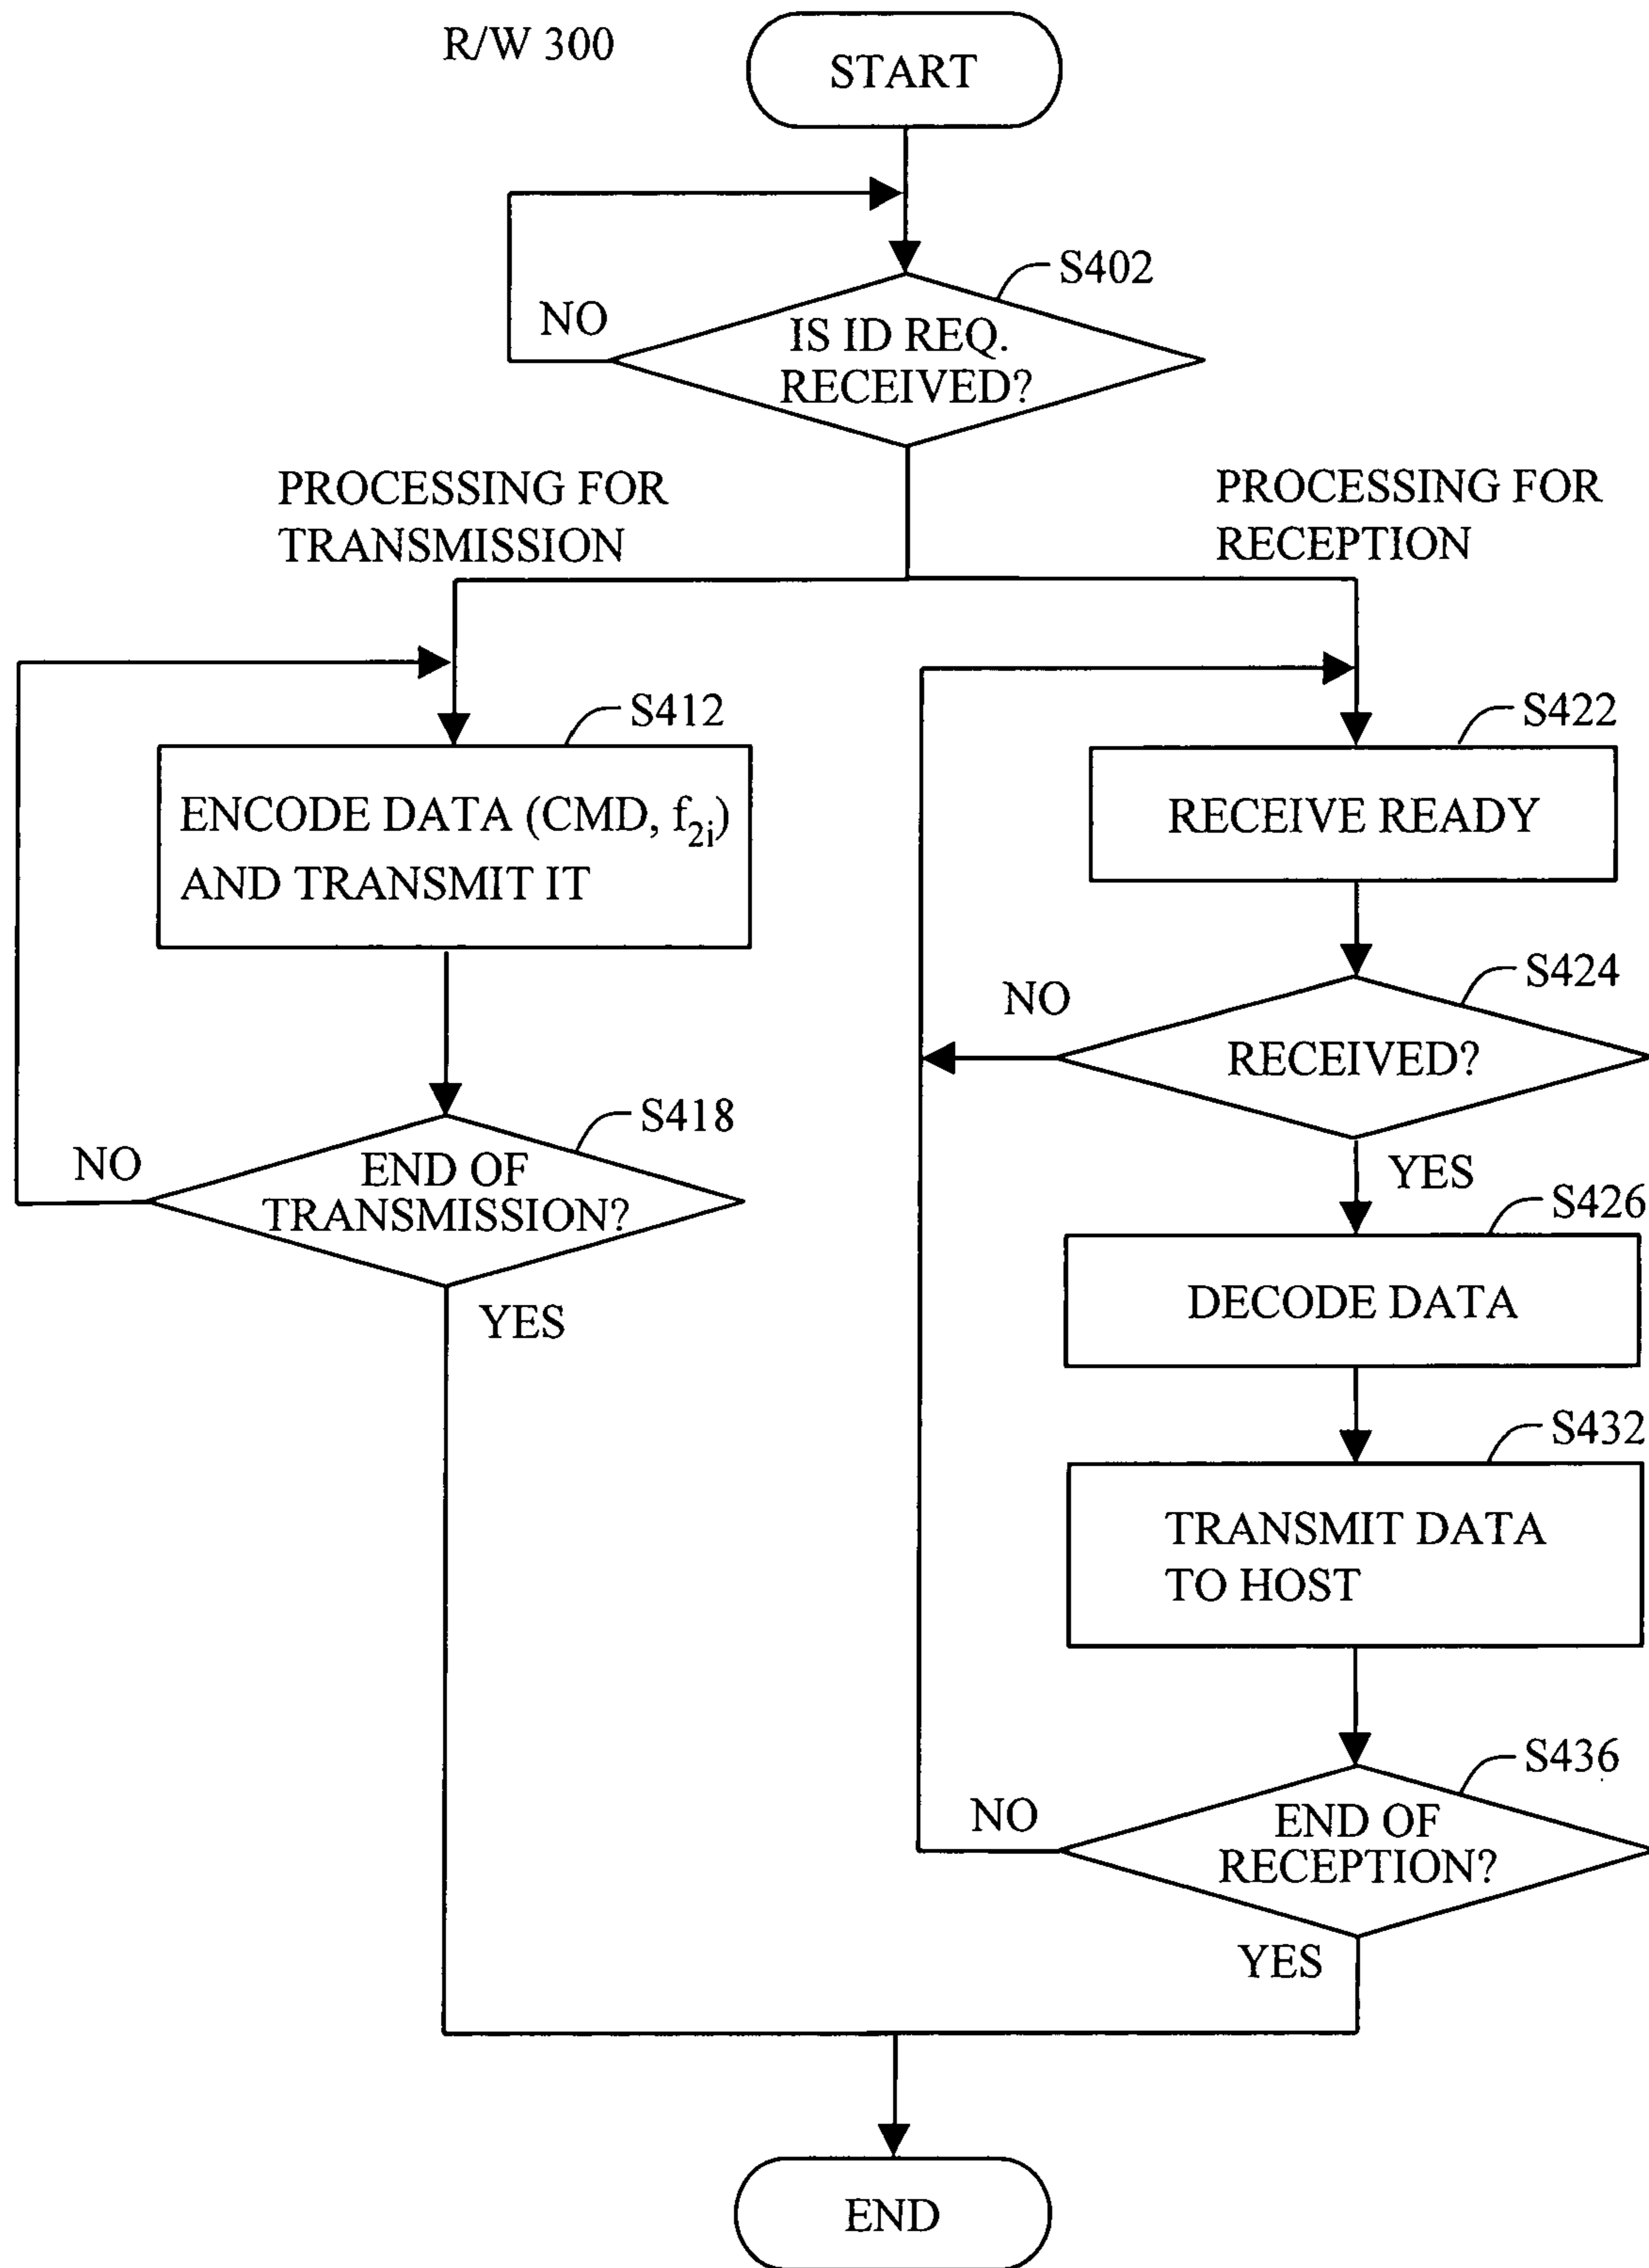 R/W 300
START
S402
NO
IS ID REQ.
RECEIVED?
PROCESSING FOR
TRANSMISSION
PROCESSING FOR
RECEPTION
S412
ENCODE DATA (CMD, f2i)
AND TRANSMIT IT
S418
NO
END OF
TRANSMISSION?
YES
S422
RECEIVE READY
S424
NO
RECEIVED?
YES
S426
DECODE DATA
S432
TRANSMIT DATA
TO HOST
S436
NO
END OF
RECEPTION?
YES
END